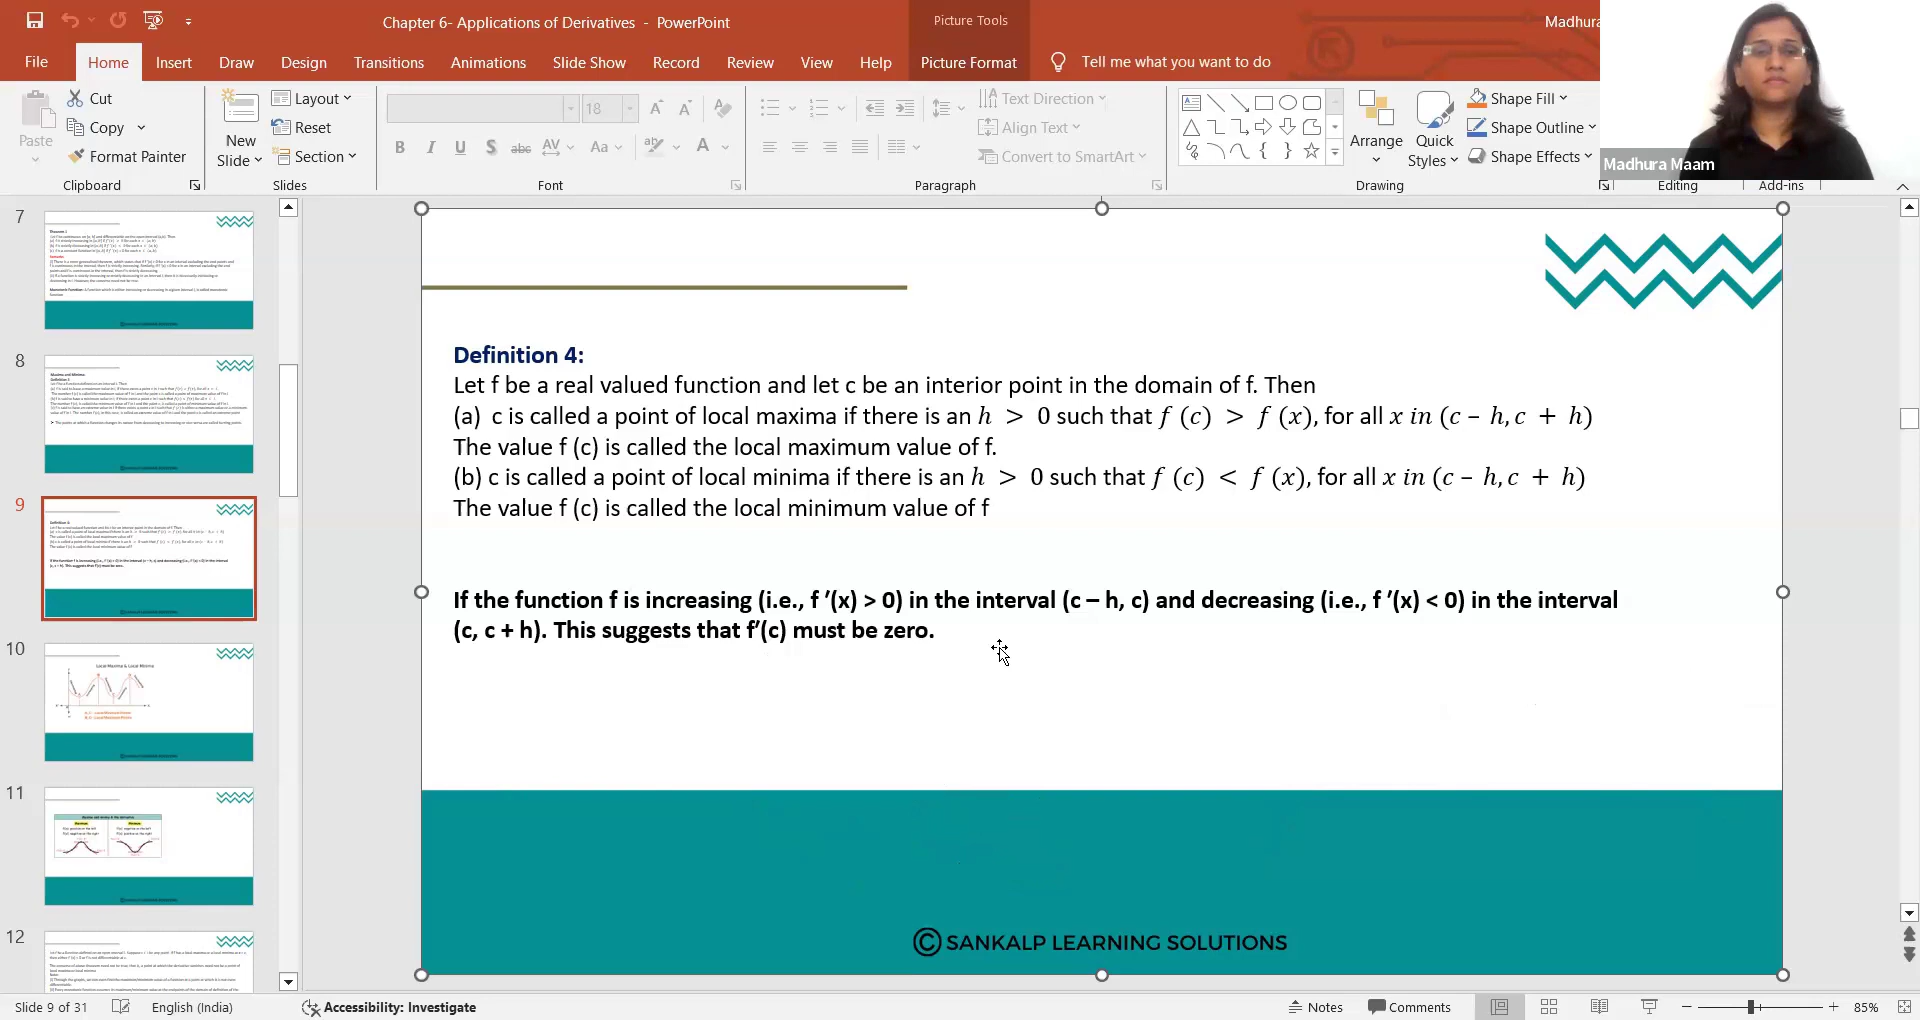 Chapter 6- Applications of Derivatives - PowerPoint
Picture Tools
Madhura
File Home Insert Draw Design Transitions Animations Slide Show Record Review View Help Picture Format Tell me what you want to do
Paste
Cut
Copy
Format Painter
Clipboard
New Slide
Layout
Reset
Section
Slides
18
Font
Text Direction
Align Text
Convert to SmartArt
Paragraph
Arrange
Quick Styles
Shape Fill
Shape Outline
Shape Effects
Drawing
Editing
Add-ins
Madhura Maam
7
8
9
10
Local Maxima & Local Minima
11
12
Definition 4:
Let f be a real valued function and let c be an interior point in the domain of f. Then
(a) c is called a point of local maxima if there is an h > 0 such that f (c) > f (x), for all x in (c – h, c + h)
The value f (c) is called the local maximum value of f.
(b) c is called a point of local minima if there is an h > 0 such that f (c) < f (x), for all x in (c – h, c + h)
The value f (c) is called the local minimum value of f
If the function f is increasing (i.e., f ′(x) > 0) in the interval (c – h, c) and decreasing (i.e., f ′(x) < 0) in the interval
(c, c + h). This suggests that f′(c) must be zero.
© SANKALP LEARNING SOLUTIONS
Slide 9 of 31 English (India) Accessibility: Investigate Notes Comments 85%